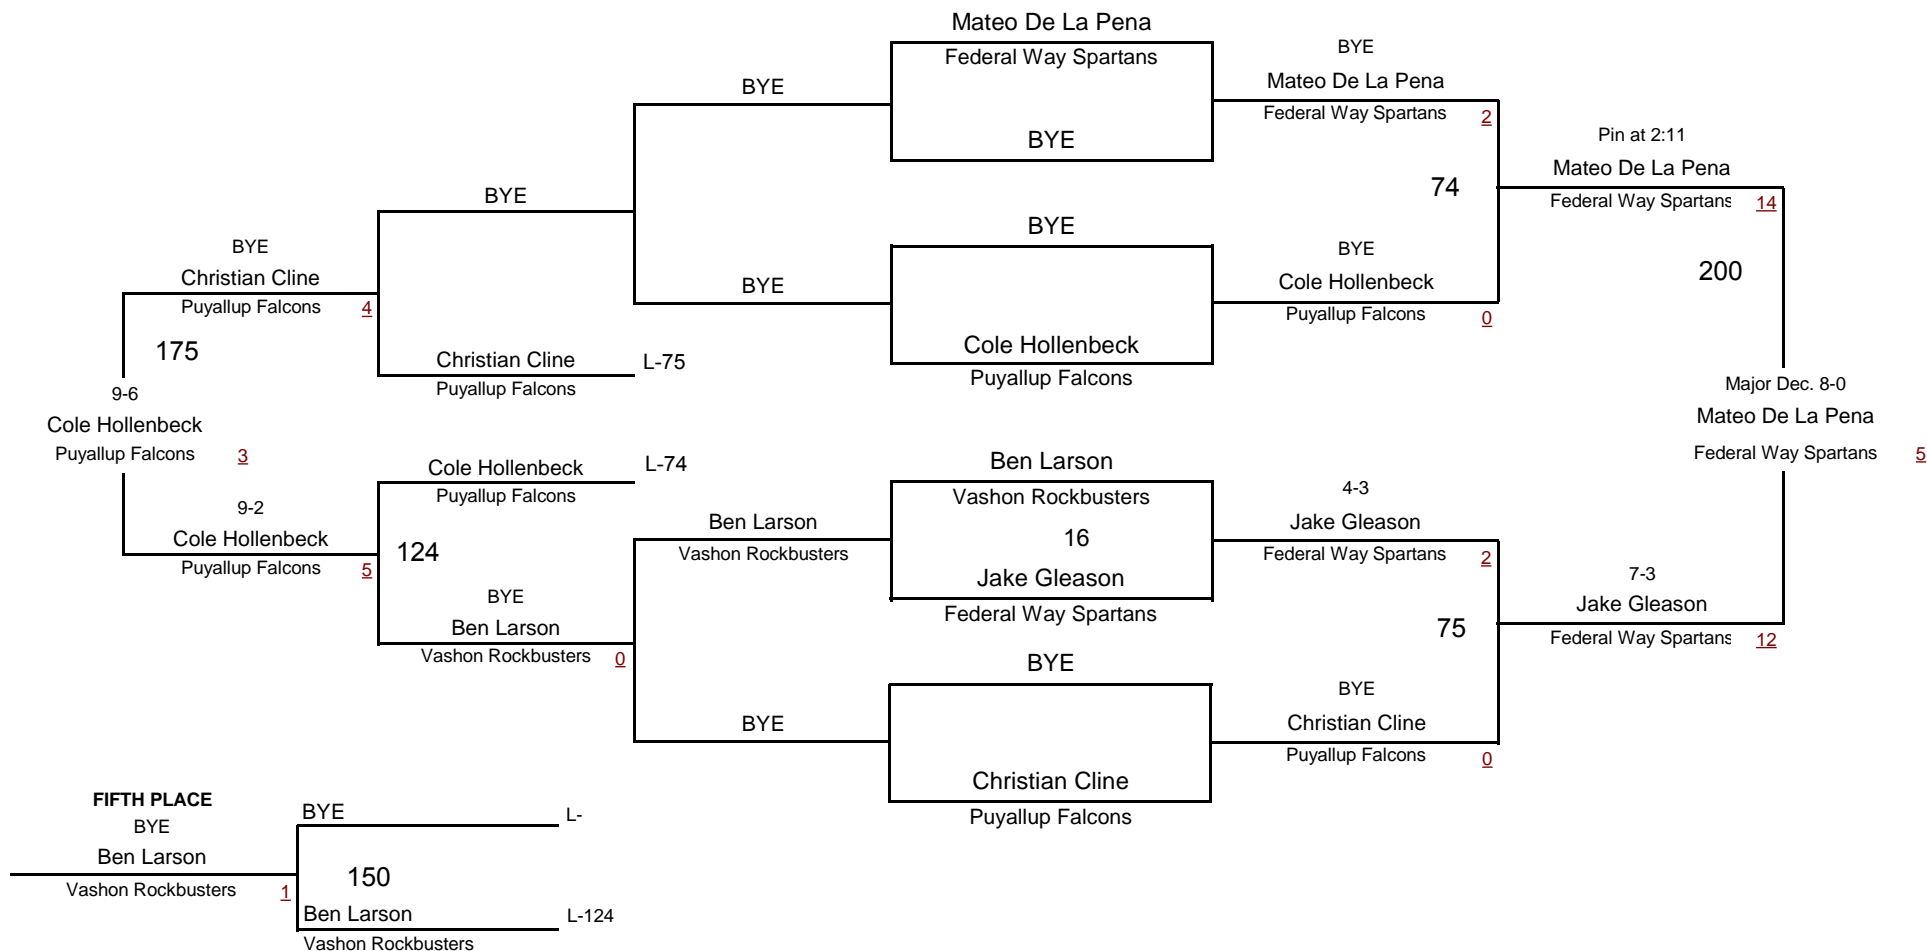 Mateo De La Pena
Federal Way Spartans
BYE
BYE
Mateo De La Pena
Federal Way Spartans 2
BYE
BYE
Pin at 2:11
Mateo De La Pena
Federal Way Spartans 14
74
BYE
BYE
BYE
Christian Cline
Puyallup Falcons 4
BYE
BYE
Cole Hollenbeck
Puyallup Falcons 0
200
Cole Hollenbeck
Puyallup Falcons
175
Christian Cline L-75
Puyallup Falcons
9-6
Cole Hollenbeck
Puyallup Falcons 3
Major Dec. 8-0
Mateo De La Pena
Federal Way Spartans 5
Cole Hollenbeck L-74
Puyallup Falcons
Ben Larson
Vashon Rockbusters
9-2
Cole Hollenbeck
Puyallup Falcons 5
124
Ben Larson
Vashon Rockbusters
16
4-3
Jake Gleason
Federal Way Spartans 2
Jake Gleason
Federal Way Spartans
BYE
Ben Larson
Vashon Rockbusters 0
75
7-3
Jake Gleason
Federal Way Spartans 12
BYE
BYE
BYE
Christian Cline
Puyallup Falcons 0
Christian Cline
Puyallup Falcons
FIFTH PLACE
BYE
Ben Larson
Vashon Rockbusters 1
BYE L-
150
Ben Larson L-124
Vashon Rockbusters